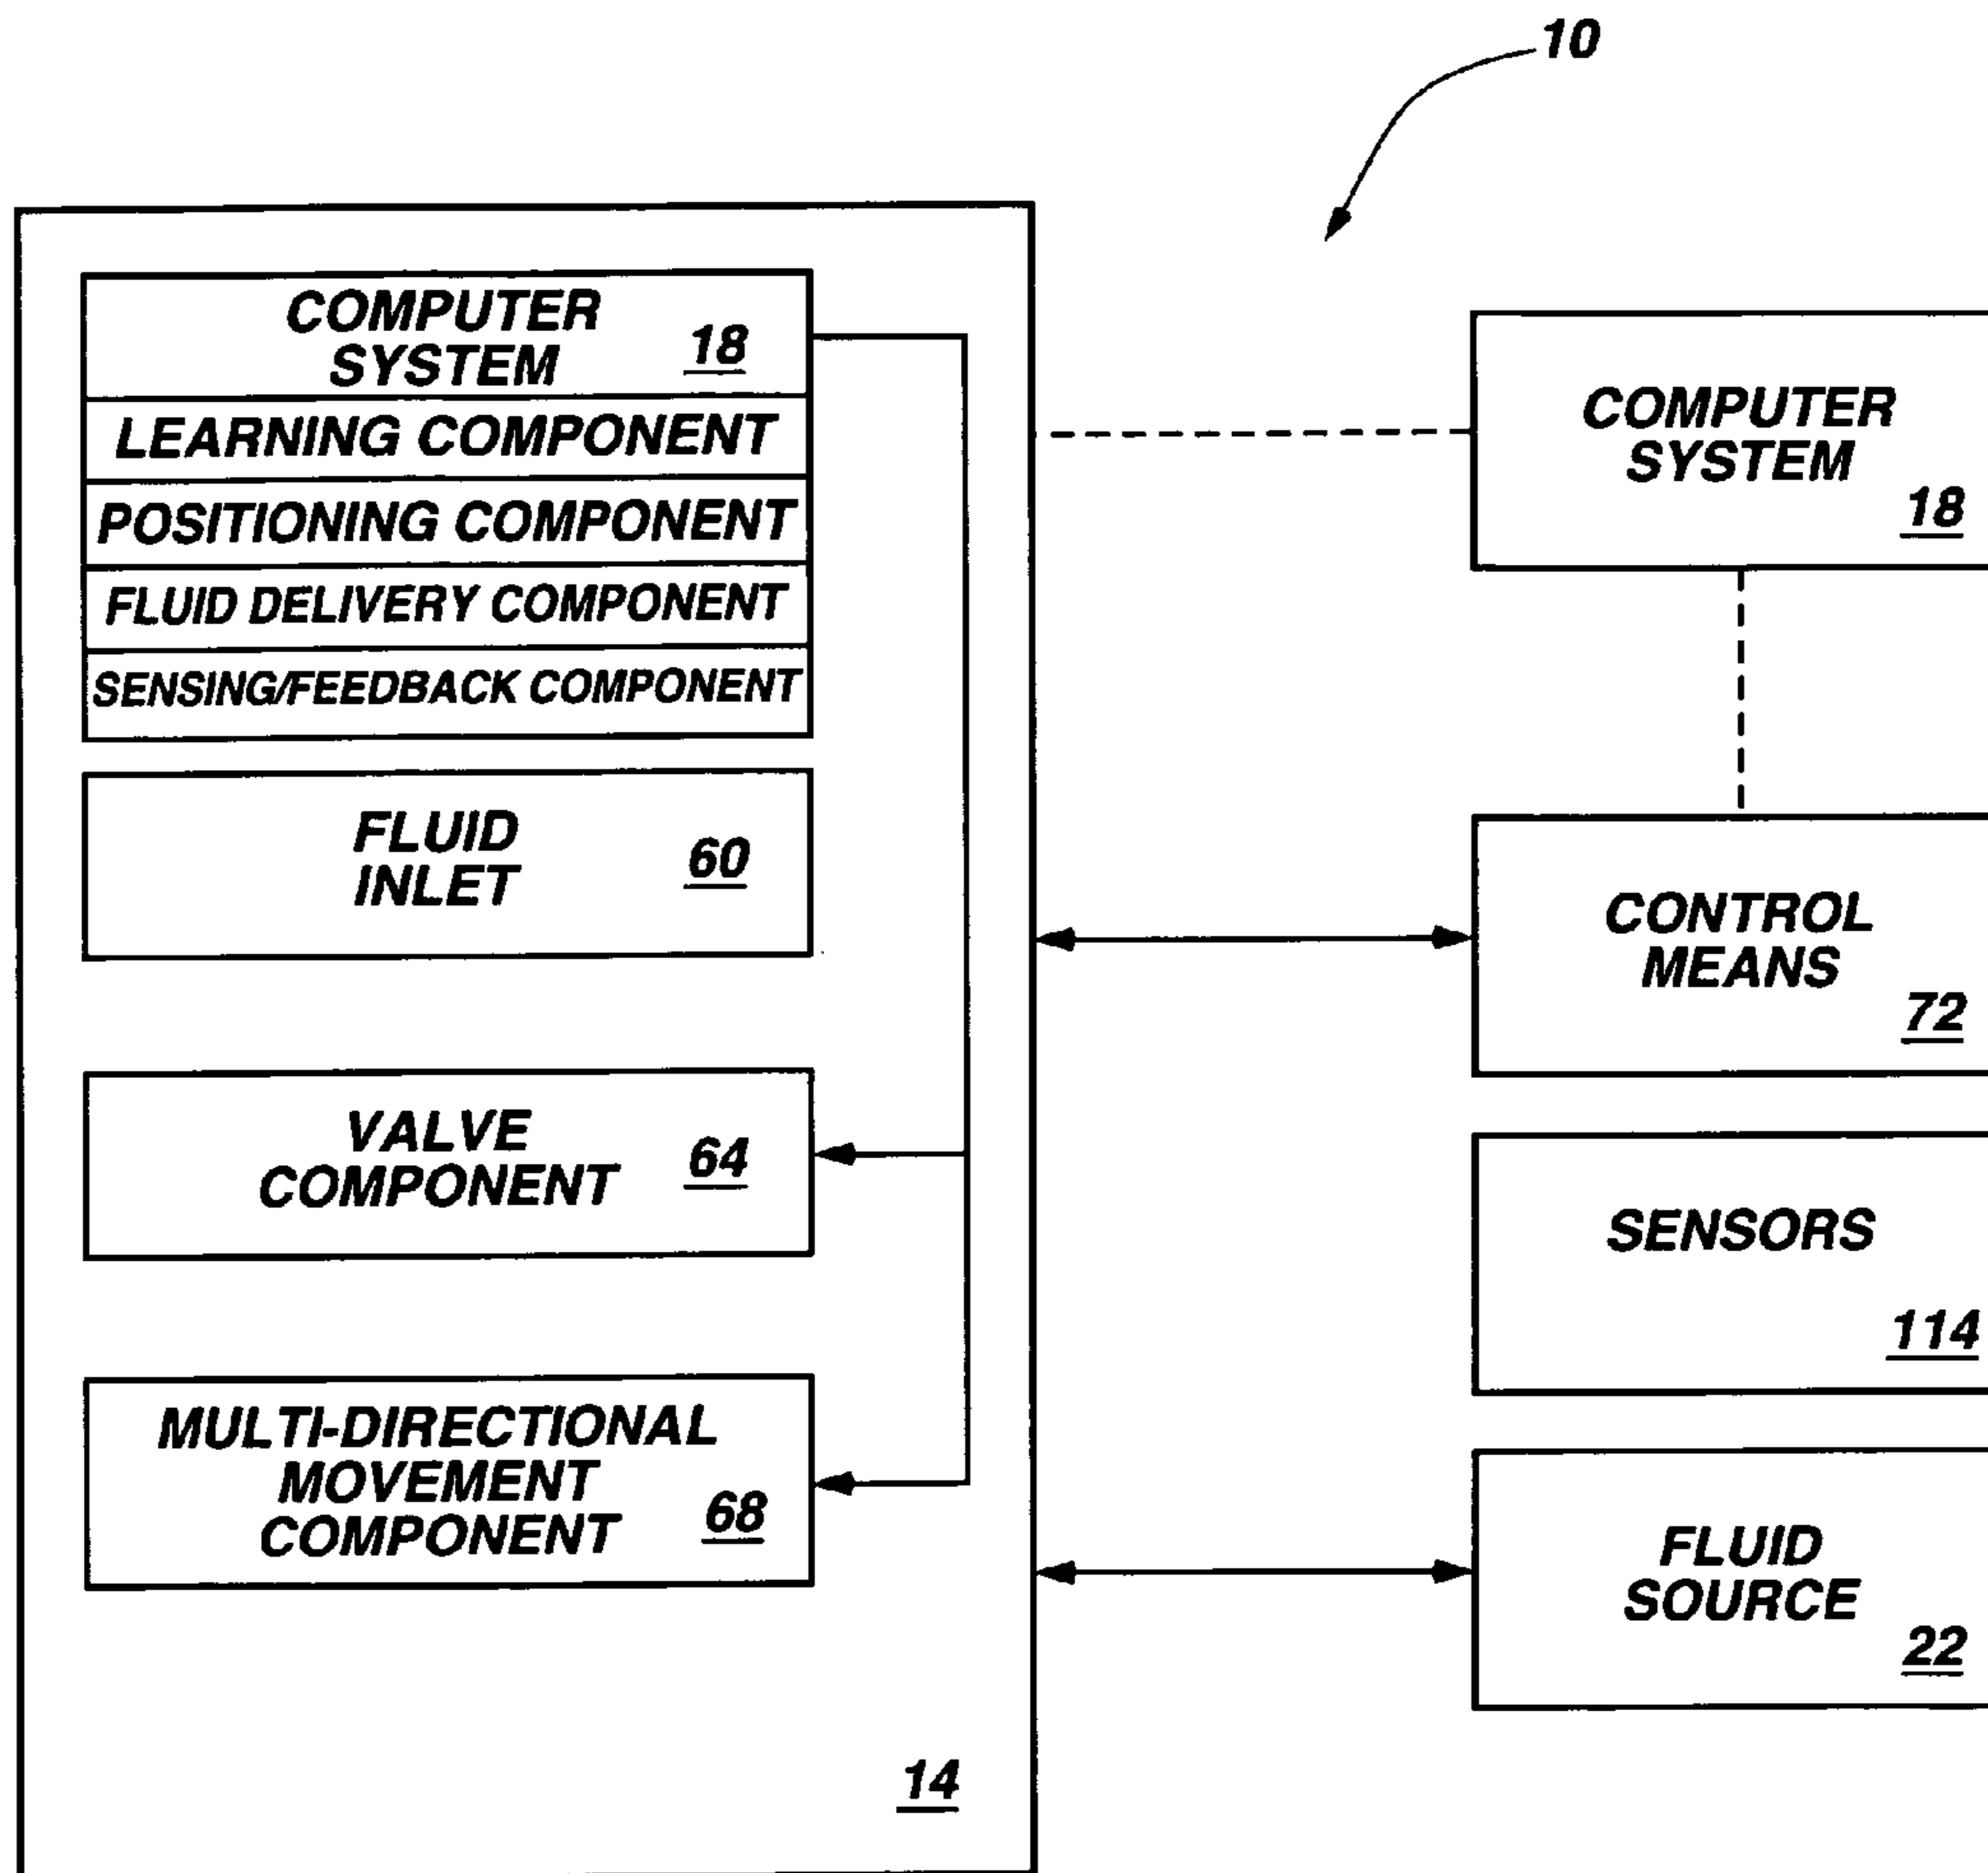 10
COMPUTER
SYSTEM
18
LEARNING COMPONENT
POSITIONING COMPONENT
FLUID DELIVERY COMPONENT
SENSING/FEEDBACK COMPONENT
FLUID
INLET
60
VALVE
COMPONENT
64
MULTI-DIRECTIONAL
MOVEMENT
COMPONENT
68
14
COMPUTER
SYSTEM
18
CONTROL
MEANS
72
SENSORS
114
FLUID
SOURCE
22